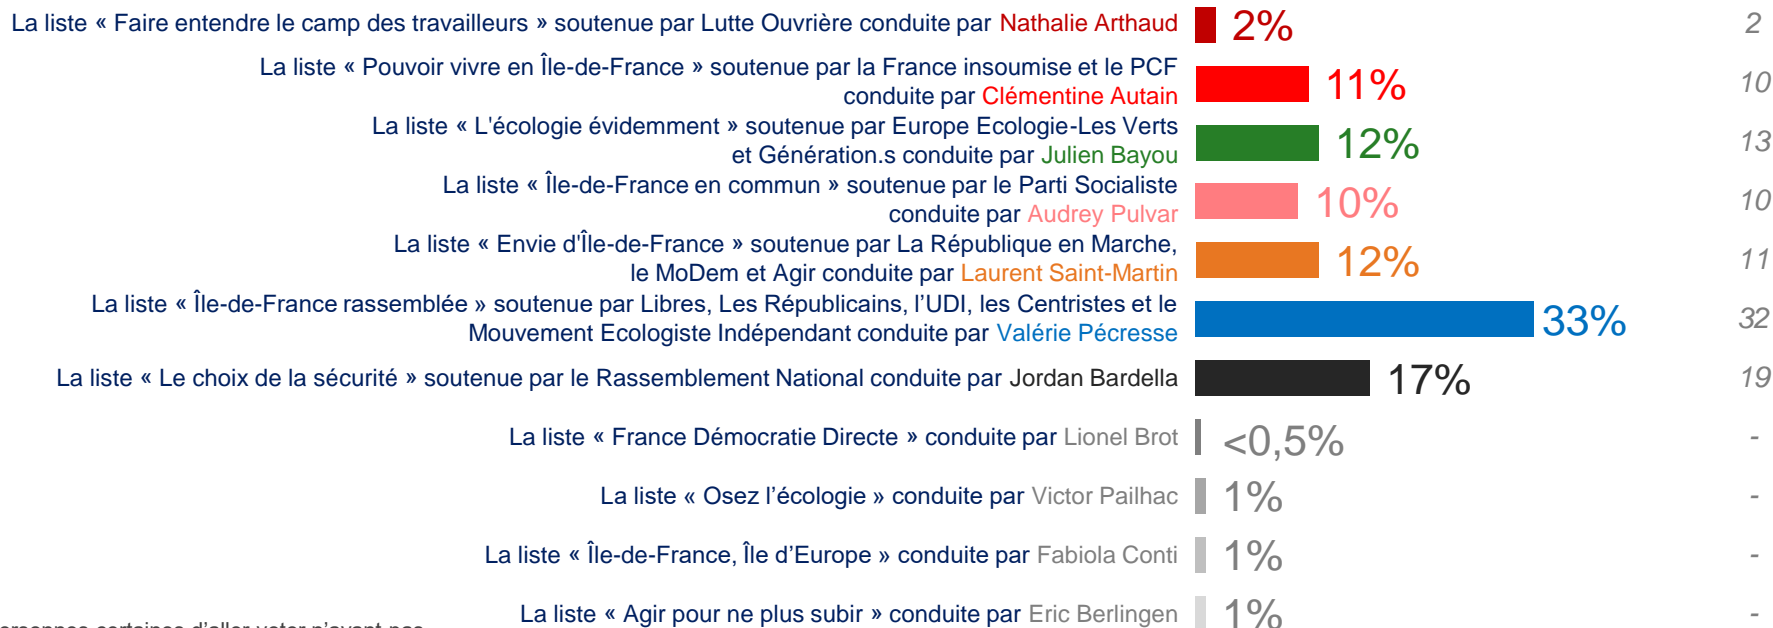 La liste « Faire entendre le camp des travailleurs » soutenue par Lutte Ouvrière conduite par Nathalie Arthaud 2% 2
La liste « Pouvoir vivre en Île-de-France » soutenue par la France insoumise et le PCF
conduite par Clémentine Autain 11% 10
La liste « L'écologie évidemment » soutenue par Europe Ecologie-Les Verts
et Génération.s conduite par Julien Bayou 12% 13
La liste « Île-de-France en commun » soutenue par le Parti Socialiste
conduite par Audrey Pulvar 10% 10
La liste « Envie d'Île-de-France » soutenue par La République en Marche,
le MoDem et Agir conduite par Laurent Saint-Martin 12% 11
La liste « Île-de-France rassemblée » soutenue par Libres, Les Républicains, l’UDI, les Centristes et le
Mouvement Ecologiste Indépendant conduite par Valérie Pécresse 33% 32
La liste « Le choix de la sécurité » soutenue par le Rassemblement National conduite par Jordan Bardella 17% 19
La liste « France Démocratie Directe » conduite par Lionel Brot <0,5% -
La liste « Osez l’écologie » conduite par Victor Pailhac 1% -
La liste « Île-de-France, Île d’Europe » conduite par Fabiola Conti 1% -
La liste « Agir pour ne plus subir » conduite par Eric Berlingen 1% -